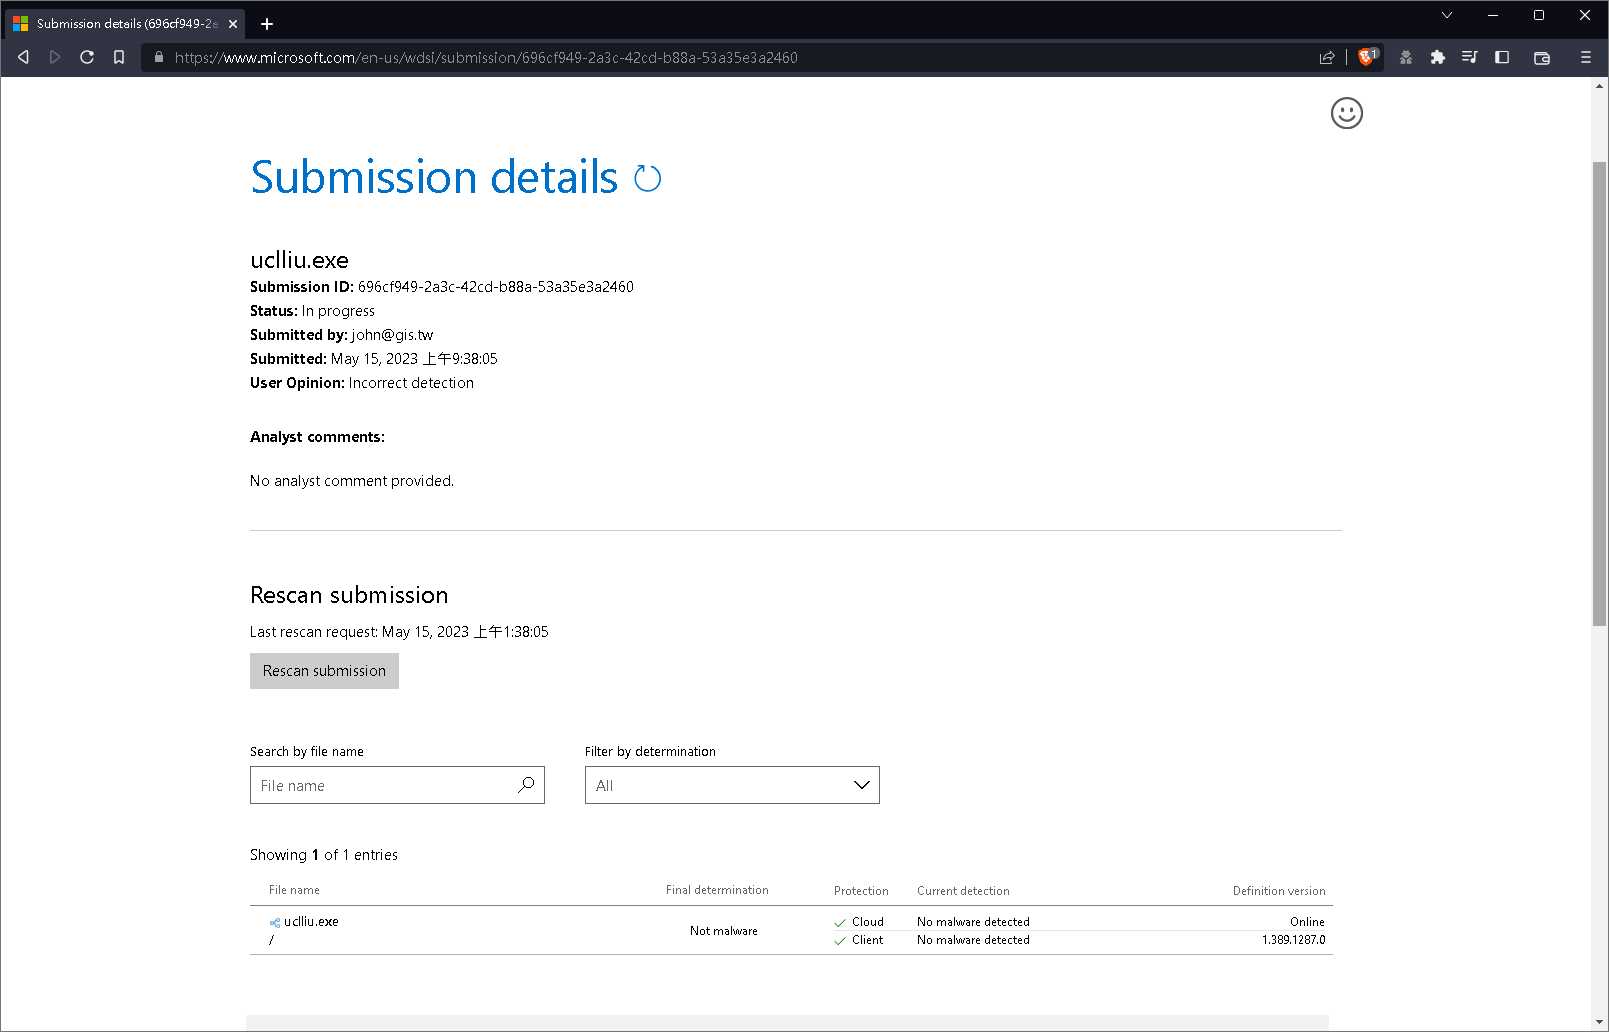 Submission details (696cf949-2a
https://www.microsoft.com/en-us/wdsi/submission/696cf949-2a3c-42cd-b88a-53a35e3a2460
1
Submission details
uclliu.exe
Submission ID: 696cf949-2a3c-42cd-b88a-53a35e3a2460
Status: In progress
Submitted by: john@gis.tw
Submitted: May 15, 2023 上午9:38:05
User Opinion: Incorrect detection
Analyst comments:
No analyst comment provided.
Rescan submission
Last rescan request: May 15, 2023 上午1:38:05
Rescan submission
Search by file name
Filter by determination
File name
All
Showing 1 of 1 entries
File name Final determination Protection Current detection Definition version
uclliu.exe Cloud No malware detected Online
Not malware
/ Client No malware detected 1.389.1287.0